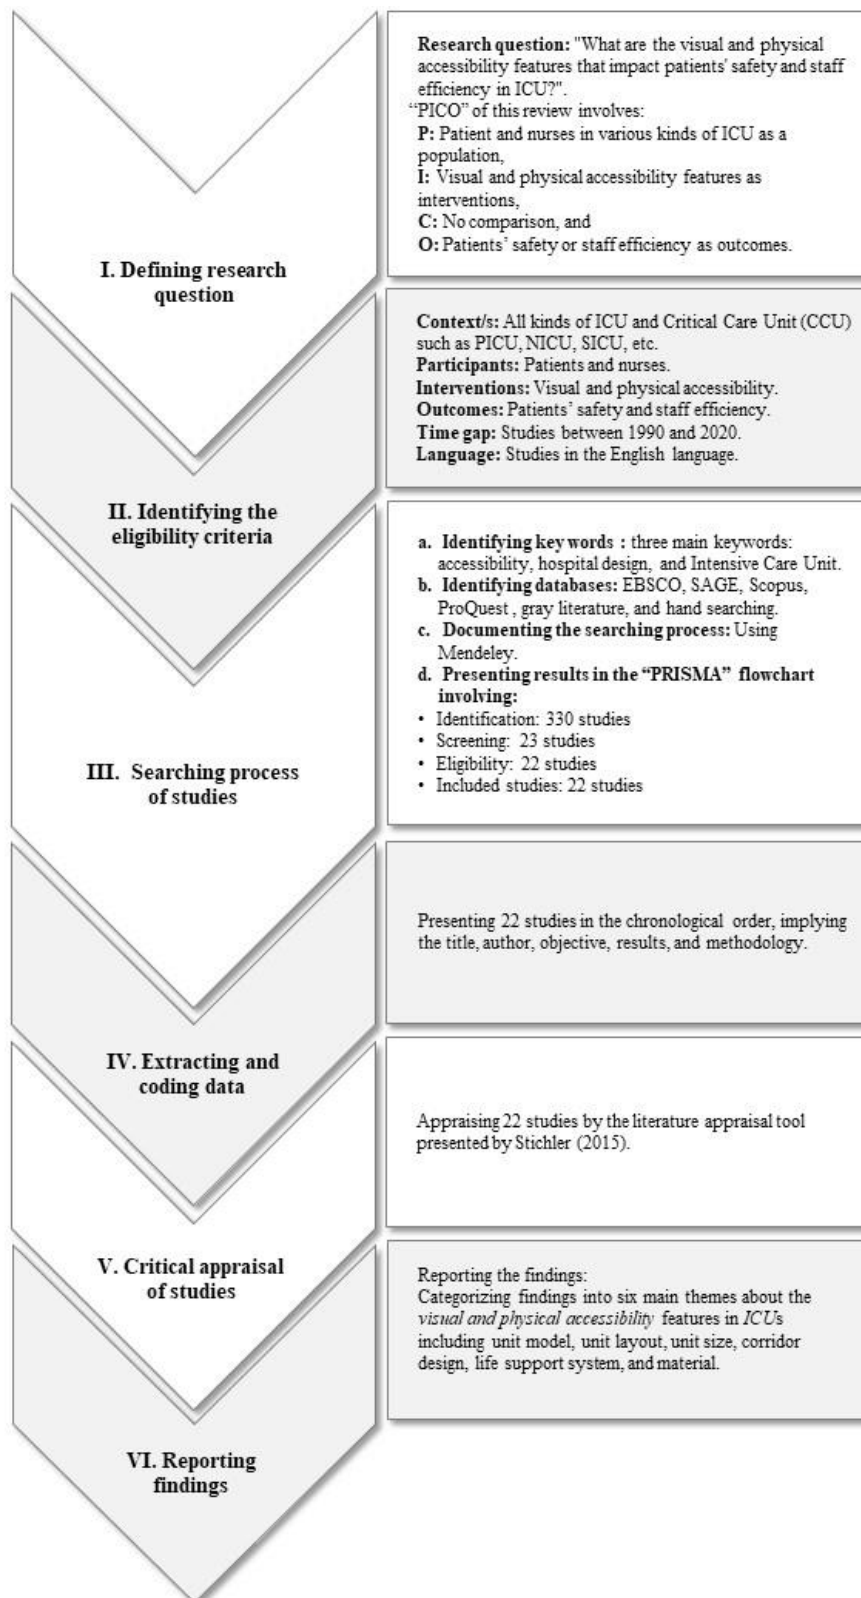 Research question: "What are the visual and physical
accessibility features that impact patients' safety and staff
efficiency in ICU?".
“PICO” of this review involves:
P: Patient and nurses in various kinds of ICU as a
population,
I: Visual and physical accessibility features as
interventions,
C: No comparison, and
O: Patients’ safety or staff efficiency as outcomes.
I. Defining research
question
Context/s: All kinds of ICU and Critical Care Unit (CCU)
such as PICU, NICU, SICU, etc.
Participants: Patients and nurses.
Interventions: Visual and physical accessibility.
Outcomes: Patients’ safety and staff efficiency.
Time gap: Studies between 1990 and 2020.
Language: Studies in the English language.
II. Identifying the
eligibility criteria
a. Identifying key words : three main keywords:
accessibility, hospital design, and Intensive Care Unit.
b. Identifying databases: EBSCO, SAGE, Scopus,
ProQuest , gray literature, and hand searching.
c. Documenting the searching process: Using
Mendeley.
d. Presenting results in the “PRISMA” flowchart
involving:
• Identification: 330 studies
• Screening: 23 studies
• Eligibility: 22 studies
• Included studies: 22 studies
III. Searching process
of studies
Presenting 22 studies in the chronological order, implying
the title, author, objective, results, and methodology.
IV. Extracting and
coding data
Appraising 22 studies by the literature appraisal tool
presented by Stichler (2015).
V. Critical appraisal
of studies
Reporting the findings:
Categorizing findings into six main themes about the
visual and physical accessibility features in ICUs
including unit model, unit layout, unit size, corridor
design, life support system, and material.
VI. Reporting
findings